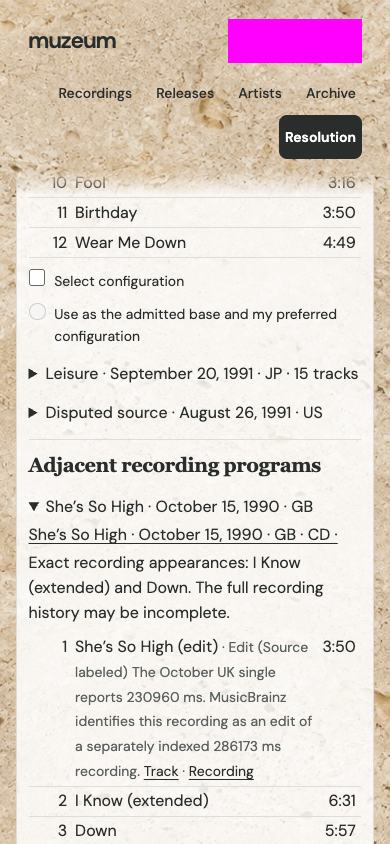 muzeum
Recordings Releases Artists Archive
Resolution
10 Fool 3:16
11 Birthday 3:50
12 Wear Me Down 4:49
Select configuration
Use as the admitted base and my preferred
configuration
▶ Leisure · September 20, 1991 · JP · 15 tracks
▶ Disputed source · August 26, 1991 · US
Adjacent recording programs
▼ She’s So High · October 15, 1990 · GB
She’s So High · October 15, 1990 · GB · CD ·
Exact recording appearances: I Know
(extended) and Down. The full recording
history may be incomplete.
1 She’s So High (edit) · Edit (Source 3:50
labeled) The October UK single
reports 230960 ms. MusicBrainz
identifies this recording as an edit of
a separately indexed 286173 ms
recording. Track · Recording
2 I Know (extended) 6:31
3 Down 5:57